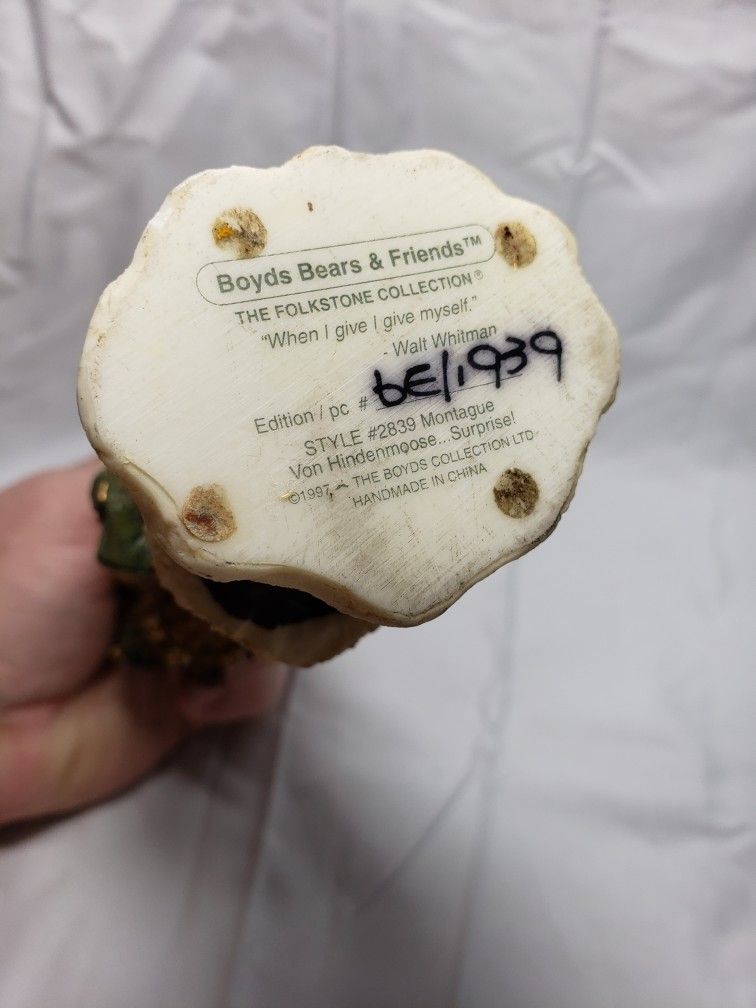 Boyds Bears & Friends™
THE FOLKSTONE COLLECTION®
"When I give I give myself."
- Walt Whitman
Edition / pc # 6E/1939
STYLE #2839 Montague
Von Hindenmoose...Surprise!
©1997 THE BOYDS COLLECTION LTD
HANDMADE IN CHINA